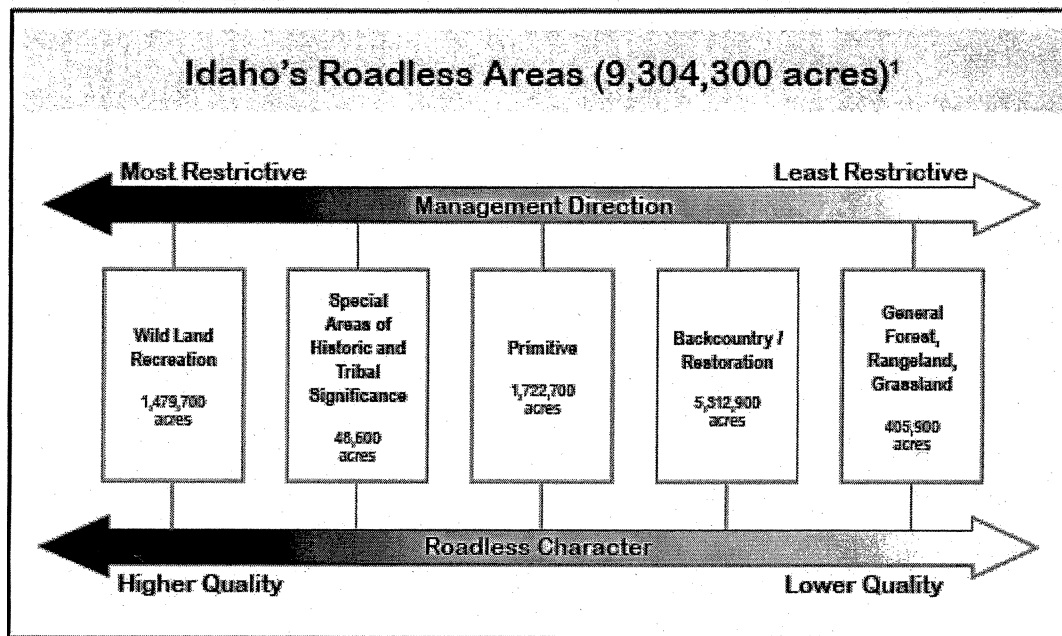 Idaho's Roadless Areas (9,304,300 acres)¹
Most Restrictive
Least Restrictive
Management Direction
Wild Land
Recreation
1,479,700
acres
Special
Areas of
Historic and
Tribal
Significance
48,600
acres
Primitive
1,722,700
acres
Backcountry /
Restoration
5,312,900
acres
General
Forest,
Rangeland,
Grassland
405,900
acres
Roadless Character
Higher Quality
Lower Quality